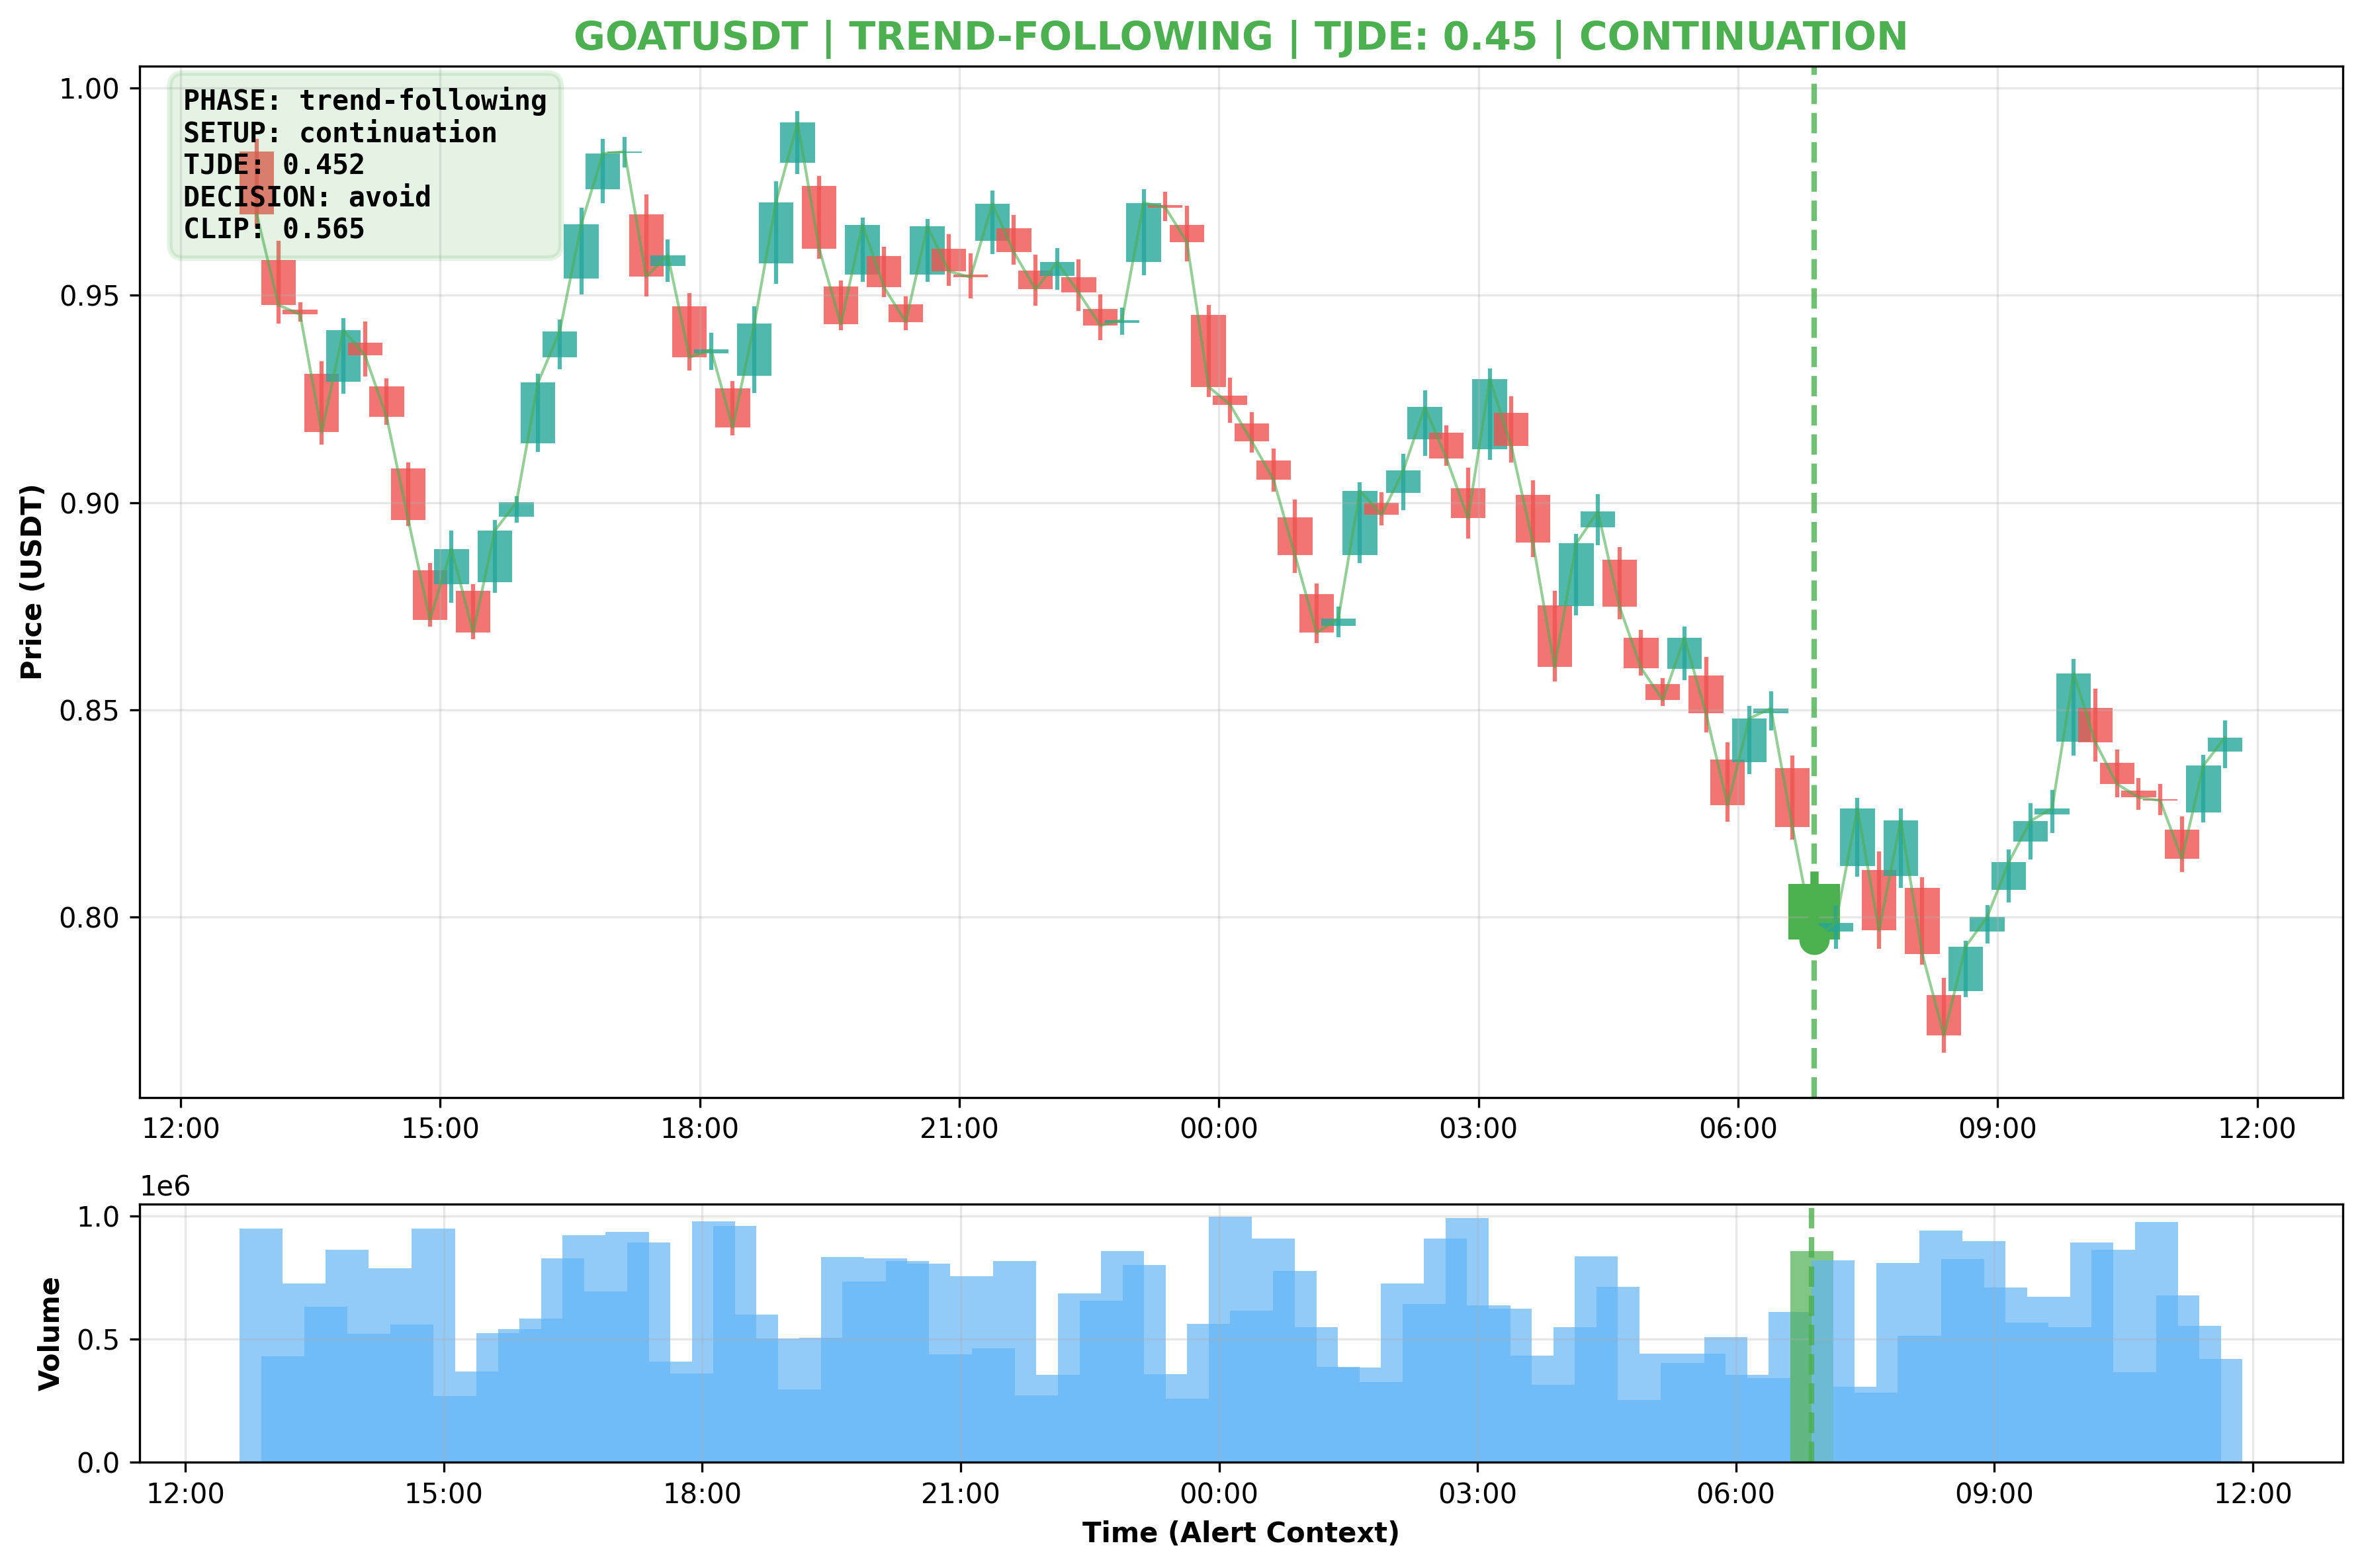 GOATUSDT | TREND-FOLLOWING | TJDE: 0.45 | CONTINUATION
PHASE: trend-following
SETUP: continuation
TJDE: 0.452
DECISION: avoid
CLIP: 0.565
Price (USDT)
1.00
0.95
0.90
0.85
0.80
12:00 15:00 18:00 21:00 00:00 03:00 06:00 09:00 12:00
1e6
Volume
1.0
0.5
0.0
12:00 15:00 18:00 21:00 00:00 03:00 06:00 09:00 12:00
Time (Alert Context)